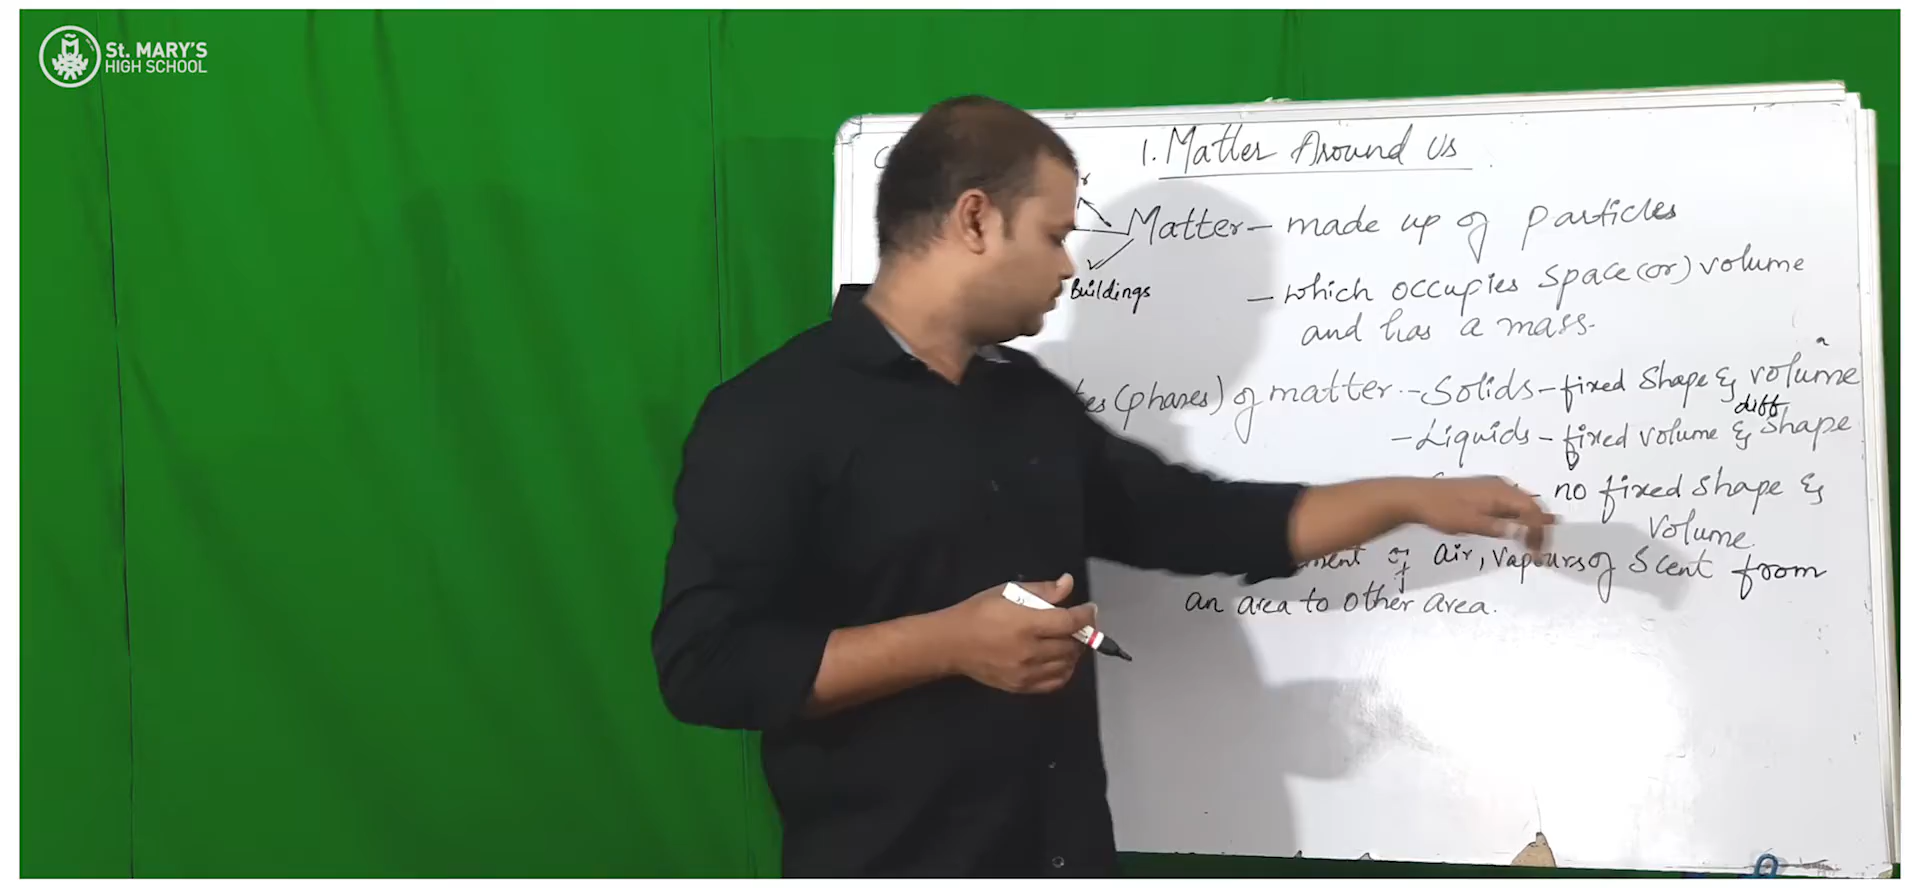 St. MARY'S
HIGH SCHOOL
1. Matter Around Us
Matter – made up of particles
Buildings
– which occupies space (or) volume
and has a mass.
(phases) of matter – Solids – fixed shape & volume
diff
– Liquids – fixed volume & shape
– no fixed shape &
volume.
of air, vapours of scent from
an area to other area.